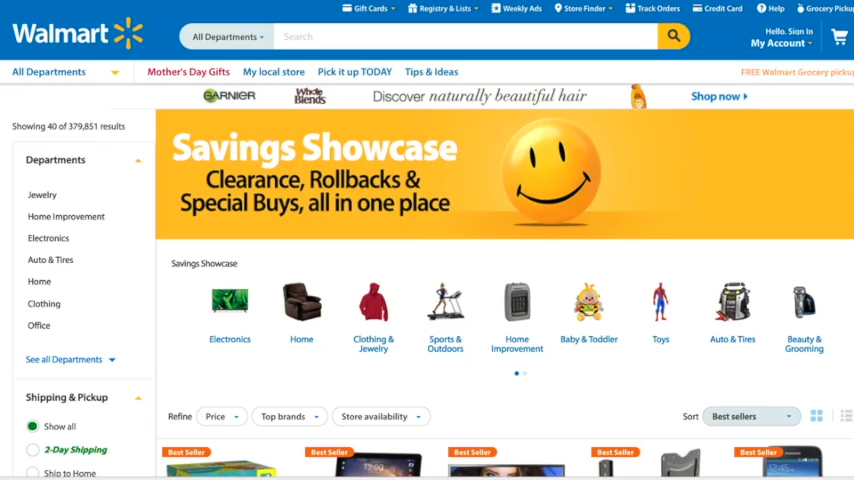 Gift Cards
Registry & Lists
Weekly Ads
Store Finder
Track Orders
Credit Card
Help
Grocery Pickup
Walmart
All Departments
Search
Hello. Sign In
My Account
All Departments
Mother's Day Gifts
My local store
Pick it up TODAY
Tips & Ideas
FREE Walmart Grocery pickup
GARNIER
Whole
Blends
Discover naturally beautiful hair
Shop now
Showing 40 of 379,851 results
Departments
Jewelry
Home Improvement
Electronics
Auto & Tires
Home
Clothing
Office
See all Departments
Shipping & Pickup
Show all
2-Day Shipping
Ship to Home
Savings Showcase
Clearance, Rollbacks &
Special Buys, all in one place
Savings Showcase
Electronics
Home
Clothing &
Jewelry
Sports &
Outdoors
Home
Improvement
Baby & Toddler
Toys
Auto & Tires
Beauty &
Grooming
Refine
Price
Top brands
Store availability
Sort
Best sellers
Best Seller
Best Seller
Best Seller
Best Seller
Best Seller
12:00
12:45